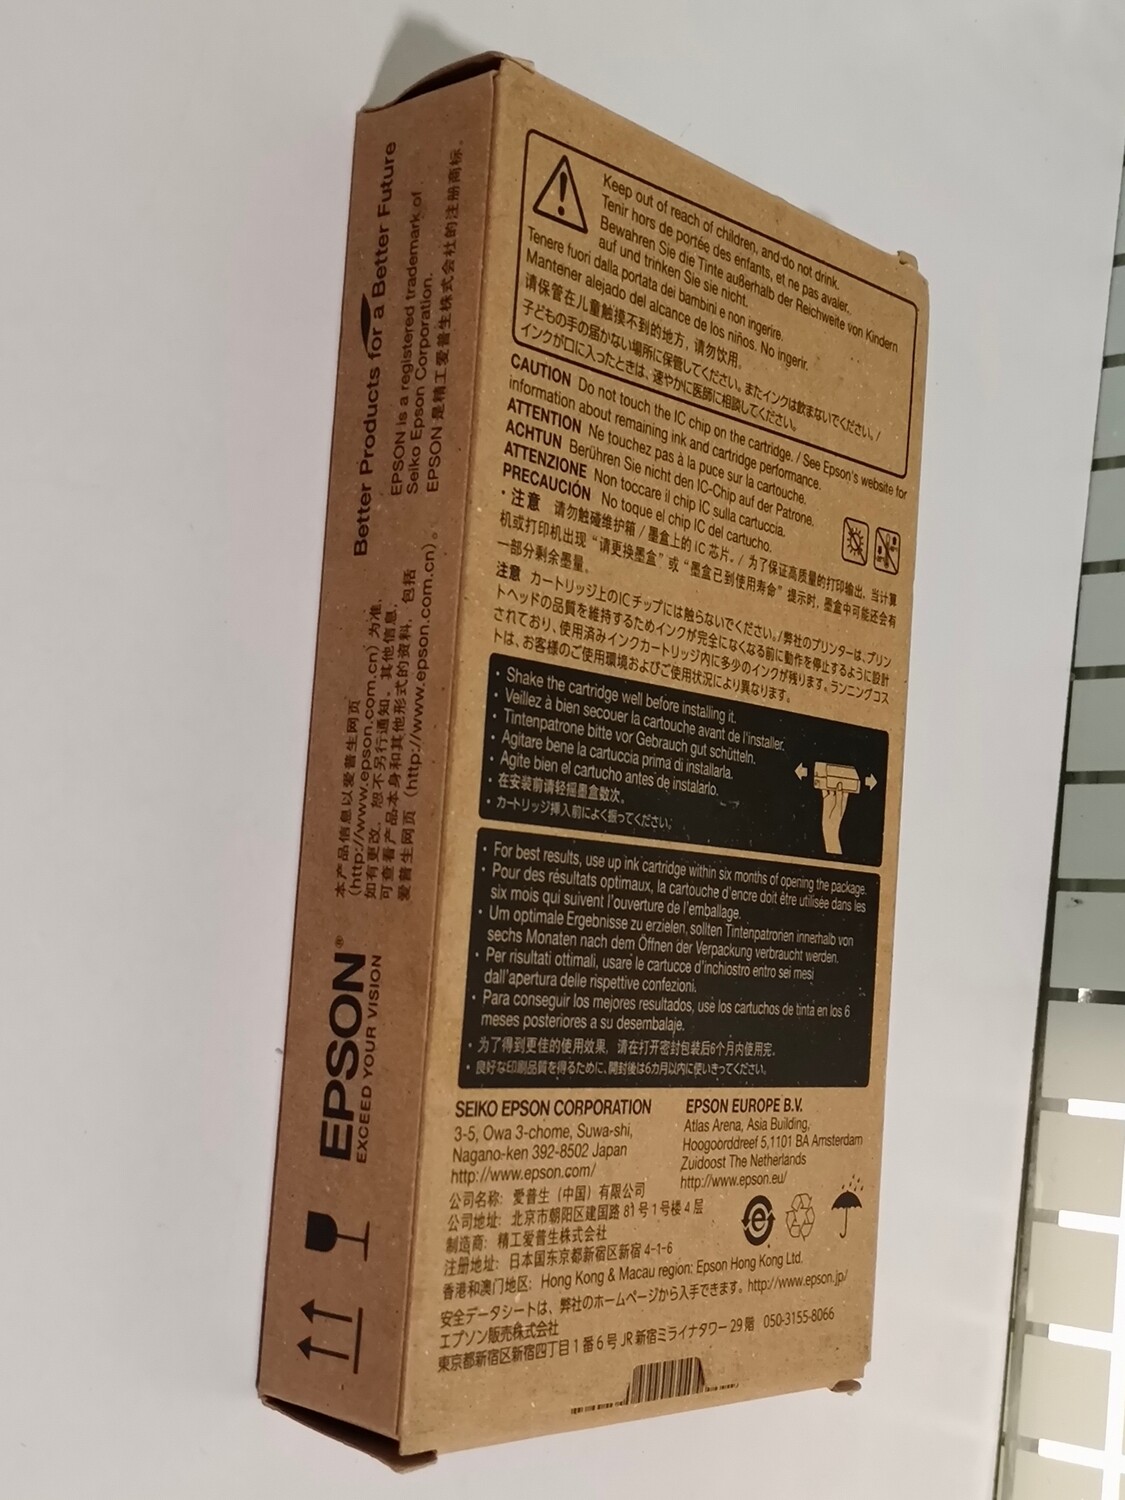 Keep out of reach of children, and do not drink.
Tenir hors de portée des enfants, et ne pas avaler.
Bewahren Sie die Tinte außerhalb der Reichweite von Kindern
auf und trinken Sie sie nicht.
Tenere fuori dalla portata dei bambini e non ingerire.
Mantener alejado del alcance de los niños. No ingerir.
请保管在儿童触摸不到的地方，请勿饮用。
子どもの手の届かない場所に保管してください。またインクは飲まないでください。/
インクが口に入ったときは、速やかに医師に相談してください。
CAUTION Do not touch the IC chip on the cartridge. / See Epson's website for
information about remaining ink and cartridge performance.
ATTENTION Ne touchez pas à la puce sur la cartouche.
ACHTUN Berühren Sie nicht den IC-Chip auf der Patrone.
ATTENZIONE Non toccare il chip IC sulla cartuccia.
PRECAUCIÓN No toque el chip IC del cartucho.
・注意 请勿触碰维护箱 / 墨盒上的 IC 芯片。/ 为了保证高质量的打印输出，当计算
机或打印机出现“请更换墨盒”或“墨盒已到使用寿命”提示时，墨盒中可能还会有
一部分剩余墨量。
注意 カートリッジ上のICチップには触らないでください。/弊社のプリンターは、プリン
トヘッドの品質を維持するためインクが完全になくなる前に動作を停止するように設計
されており、使用済みインクカートリッジ内に多少のインクが残ります。ランニングコス
トは、お客様のご使用環境およびご使用状況により異なります。
• Shake the cartridge well before installing it.
• Veillez à bien secouer la cartouche avant de l'installer.
• Tintenpatrone bitte vor Gebrauch gut schütteln.
• Agitare bene la cartuccia prima di installarla.
• Agite bien el cartucho antes de instalarlo.
• 在安装前请轻摇墨盒数次。
• カートリッジ挿入前によく振ってください。
• For best results, use up ink cartridge within six months of opening the package.
• Pour des résultats optimaux, la cartouche d'encre doit être utilisée dans les
six mois qui suivent l'ouverture de l'emballage.
• Um optimale Ergebnisse zu erzielen, sollten Tintenpatronen innerhalb von
sechs Monaten nach dem Öffnen der Verpackung verbraucht werden.
• Per risultati ottimali, usare le cartucce d'inchiostro entro sei mesi
dall'apertura delle rispettive confezioni.
• Para conseguir los mejores resultados, use los cartuchos de tinta en los 6
meses posteriores a su desembalaje.
• 为了得到更佳的使用效果，请在打开密封包装后6个月内使用完。
• 良好な印刷品質を得るために、開封後は6カ月以内に使いきってください。
SEIKO EPSON CORPORATION
3-5, Owa 3-chome, Suwa-shi,
Nagano-ken 392-8502 Japan
http://www.epson.com/
EPSON EUROPE B.V.
Atlas Arena, Asia Building,
Hoogoorddreef 5,1101 BA Amsterdam
Zuidoost The Netherlands
http://www.epson.eu/
公司名称：爱普生（中国）有限公司
公司地址：北京市朝阳区建国路 81 号 1 号楼 4 层
制造商：精工爱普生株式会社
注册地址：日本国东京都新宿区新宿 4-1-6
香港和澳门地区：Hong Kong & Macau region: Epson Hong Kong Ltd.
安全データシートは、弊社のホームページから入手できます。http://www.epson.jp/
エプソン販売株式会社
東京都新宿区新宿四丁目1番6号 JR新宿ミライナタワー29階 050-3155-8066
Better Products for a Better Future
EPSON is a registered trademark of
Seiko Epson Corporation.
EPSON 是精工爱普生株式会社的注册商标。
本产品信息以爱普生网页
（http://www.epson.com.cn）为准，
如有更改，恕不另行通知。其他信息，
可查看产品本身和其他形式的资料，包括
爱普生网页（http://www.epson.com.cn）。
EPSON®
EXCEED YOUR VISION